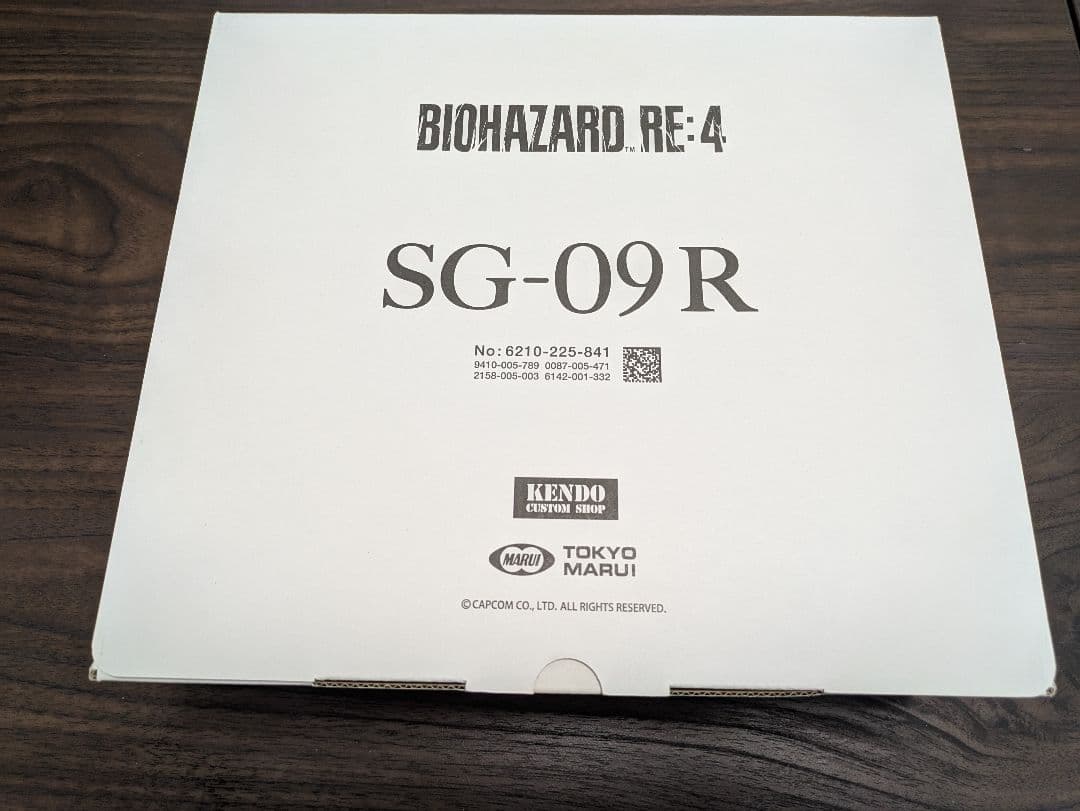 BIOHAZARD™ RE:4
SG-09 R
No: 6210-225-841
9410-005-789 0087-005-471
2158-005-003 6142-001-332
KENDO
CUSTOM SHOP
MARUI
TOKYO
MARUI
©CAPCOM CO., LTD. ALL RIGHTS RESERVED.